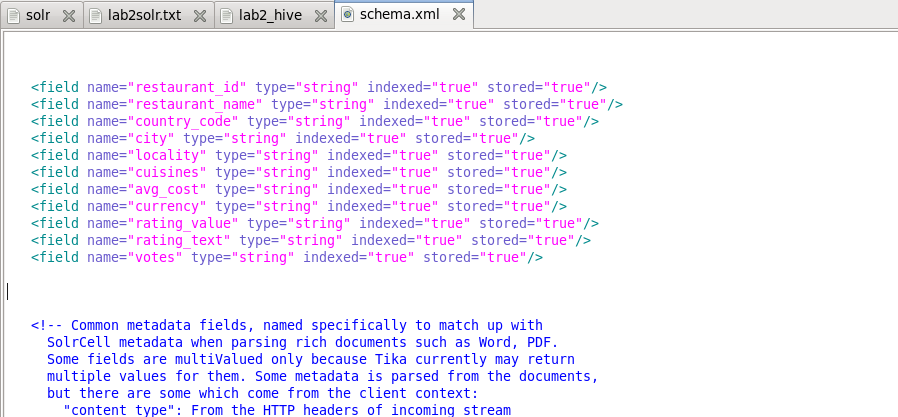 solr lab2solr.txt lab2_hive schema.xml
<field name="restaurant_id" type="string" indexed="true" stored="true"/>
<field name="restaurant_name" type="string" indexed="true" stored="true"/>
<field name="country_code" type="string" indexed="true" stored="true"/>
<field name="city" type="string" indexed="true" stored="true"/>
<field name="locality" type="string" indexed="true" stored="true"/>
<field name="cuisines" type="string" indexed="true" stored="true"/>
<field name="avg_cost" type="string" indexed="true" stored="true"/>
<field name="currency" type="string" indexed="true" stored="true"/>
<field name="rating_value" type="string" indexed="true" stored="true"/>
<field name="rating_text" type="string" indexed="true" stored="true"/>
<field name="votes" type="string" indexed="true" stored="true"/>
<!-- Common metadata fields, named specifically to match up with
SolrCell metadata when parsing rich documents such as Word, PDF.
Some fields are multiValued only because Tika currently may return
multiple values for them. Some metadata is parsed from the documents,
but there are some which come from the client context:
"content_type": From the HTTP headers of incoming stream